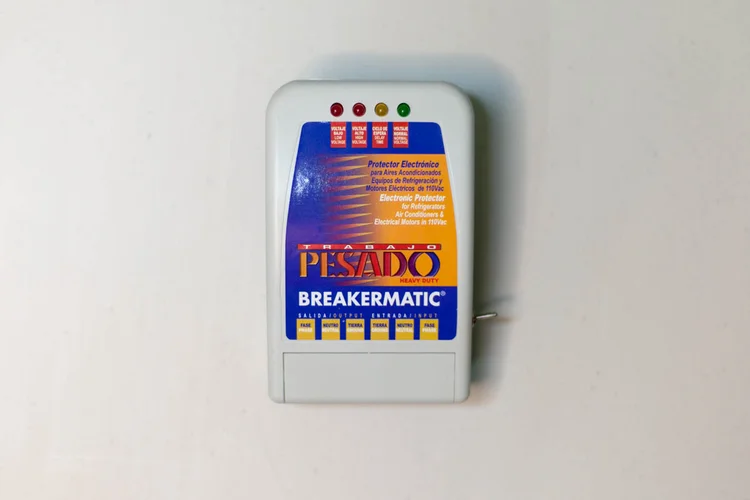 VOLTAJE BAJO LOW VOLTAGE
VOLTAJE ALTO HIGH VOLTAGE
CICLO DE ESPERA DELAY TIME
VOLTAJE NORMAL NORMAL VOLTAGE
Protector Electrónico
para Aires Acondicionados
Equipos de Refrigeración y
Motores Eléctricos de 110Vac
Electronic Protector
for Refrigerators
Air Conditioners &
Electrical Motors in 110Vac
TRABAJO
PESADO
HEAVY DUTY
BREAKERMATIC®
SALIDA/OUTPUT ENTRADA/INPUT
FASE NEUTRO TIERRA TIERRA NEUTRO FASE